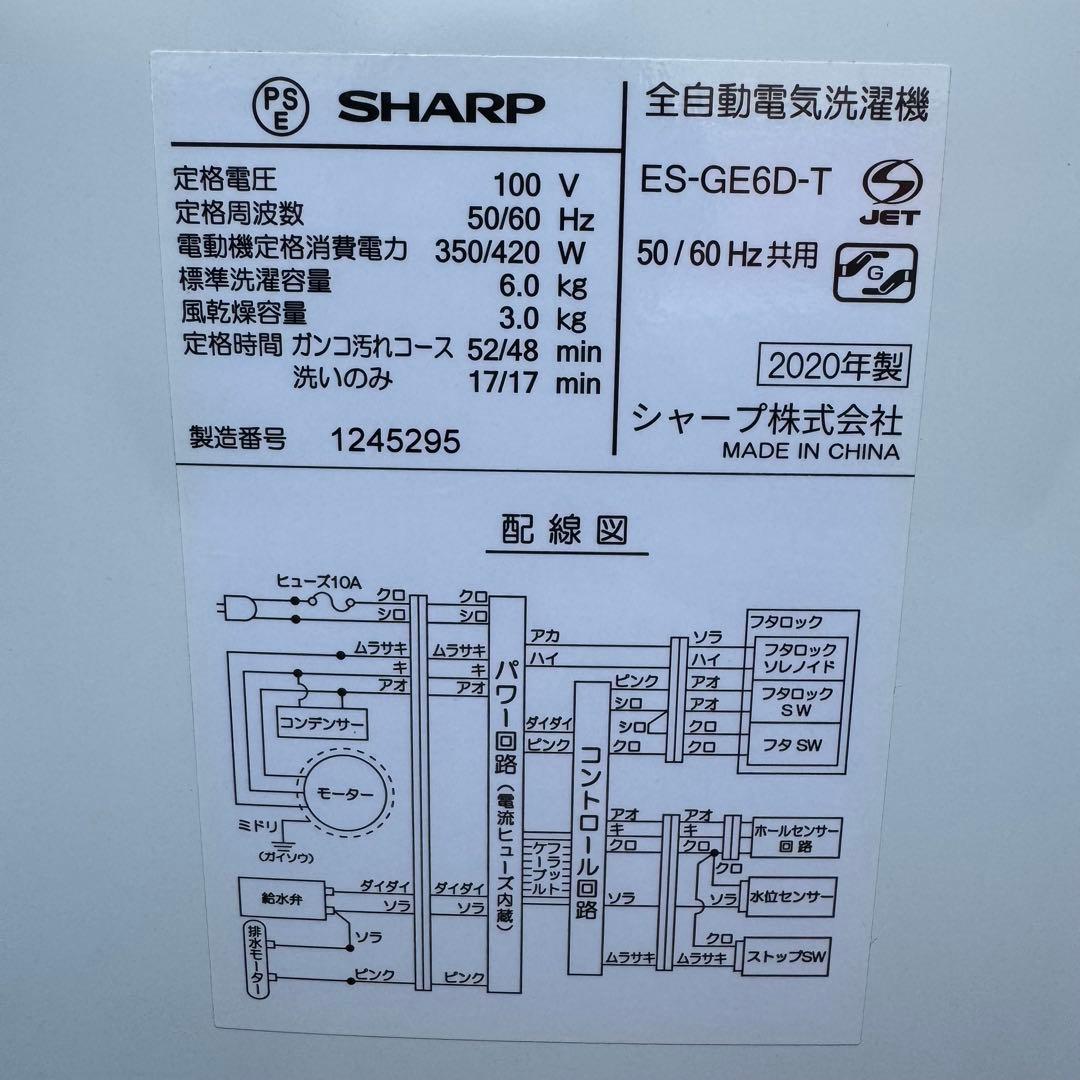 PSE SHARP
全自動電気洗濯機
定格電圧 100 V
定格周波数 50/60 Hz
電動機定格消費電力 350/420 W
標準洗濯容量 6.0 kg
風乾燥容量 3.0 kg
定格時間 ガンコ汚れコース 52/48 min
洗いのみ 17/17 min
製造番号 1245295
ES-GE6D-T
JET
50/60 Hz共用
G
2020年製
シャープ株式会社
MADE IN CHINA
配線図
ヒューズ10A
クロ クロ
シロ シロ
ムラサキ ムラサキ
キ キ
アオ アオ
コンデンサー
モーター
ミドリ
(ガイソウ)
給水弁
ダイダイ ダイダイ
ソラ ソラ
排水モーター
ソラ
ピンク ピンク
パワー回路(電流ヒューズ内蔵)
アカ
ハイ
ダイダイ
ピンク
フラットケーブル
コントロール回路
ピンク
シロ
シロ
クロ
ソラ
ハイ
アオ
アオ
クロ
クロ
フタロック
フタロック
ソレノイド
フタロック
SW
フタ SW
アオ アオ
キ キ
クロ クロ
クロ
ホールセンサー
回路
ソラ ソラ
水位センサー
クロ
ムラサキ ムラサキ
ストップSW